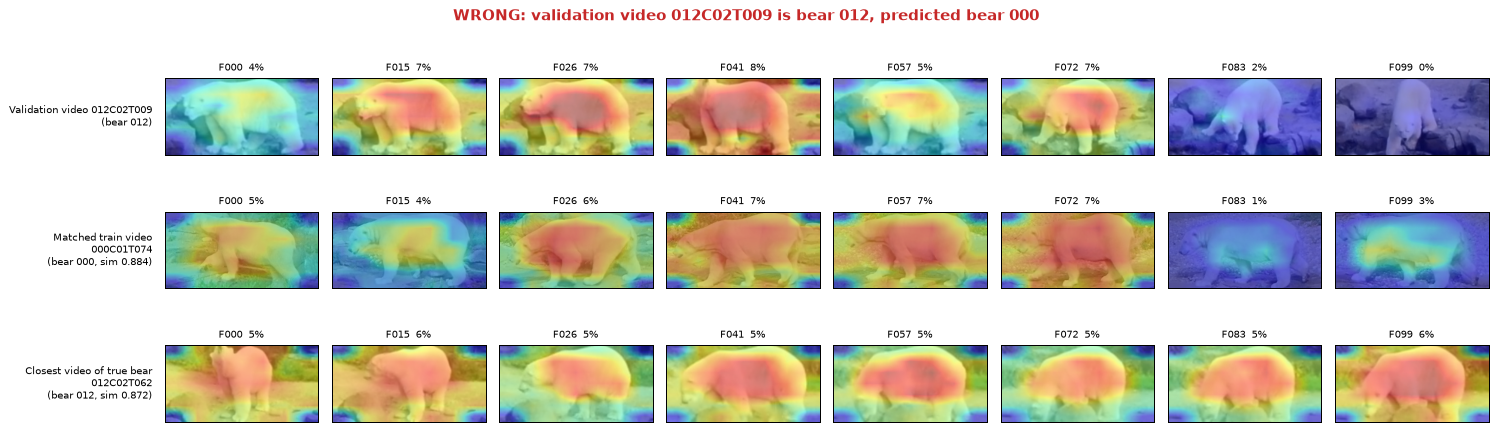 WRONG: validation video 012C02T009 is bear 012, predicted bear 000
F000 4%
F015 7%
F026 7%
F041 8%
F057 5%
F072 7%
F083 2%
F099 0%
Validation video 012C02T009
(bear 012)
F000 5%
F015 4%
F026 6%
F041 7%
F057 7%
F072 7%
F083 1%
F099 3%
Matched train video
000C01T074
(bear 000, sim 0.884)
F000 5%
F015 6%
F026 5%
F041 5%
F057 5%
F072 5%
F083 5%
F099 6%
Closest video of true bear
012C02T062
(bear 012, sim 0.872)